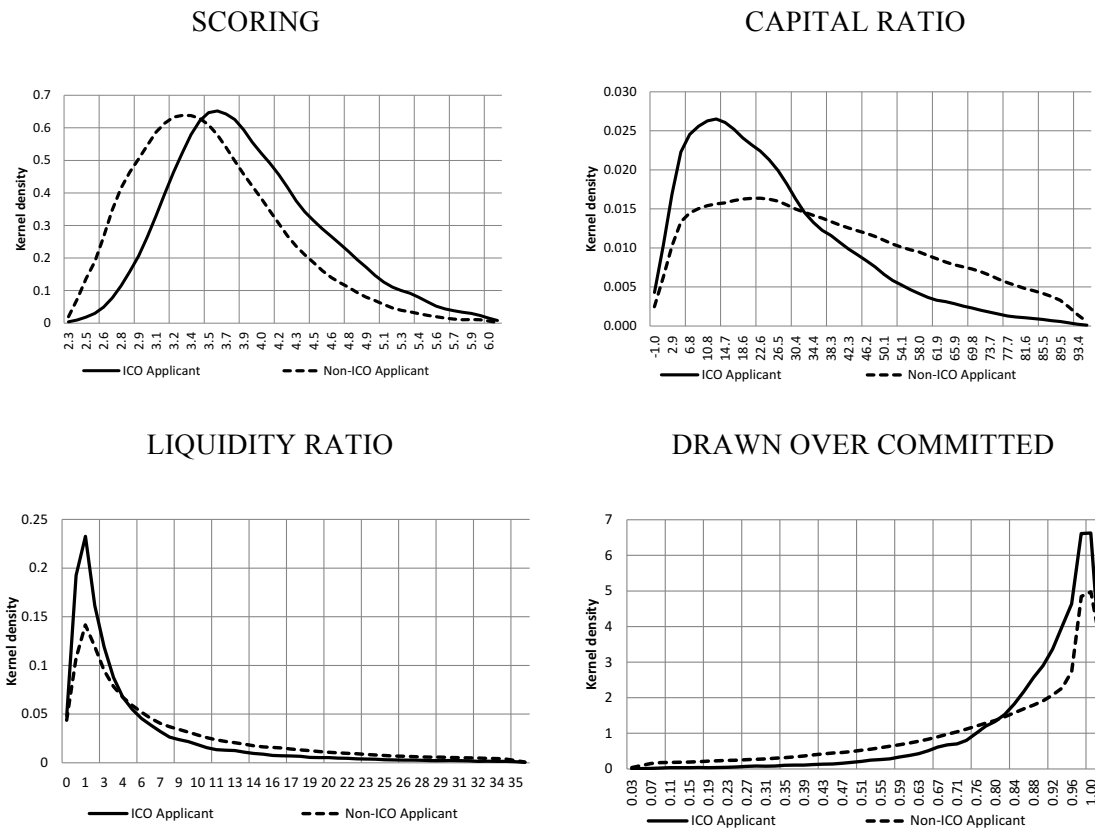 SCORING
Kernel density
0.7
0.6
0.5
0.4
0.3
0.2
0.1
0
2.3 2.5 2.6 2.8 2.9 3.1 3.2 3.4 3.5 3.7 3.8 4.0 4.2 4.3 4.5 4.6 4.8 4.9 5.1 5.3 5.4 5.6 5.7 5.9 6.0
ICO Applicant Non-ICO Applicant
CAPITAL RATIO
Kernel density
0.030
0.025
0.020
0.015
0.010
0.005
0.000
-1.0 2.9 6.8 10.8 14.7 18.6 22.6 26.5 30.4 34.4 38.3 42.3 46.2 50.1 54.1 58.0 61.9 65.9 69.8 73.7 77.7 81.6 85.5 89.5 93.4
ICO Applicant Non-ICO Applicant
LIQUIDITY RATIO
Kernel density
0.25
0.2
0.15
0.1
0.05
0
0 1 3 4 6 7 9 10 11 13 14 16 17 19 20 22 23 25 26 28 29 31 32 34 35
ICO Applicant Non-ICO Applicant
DRAWN OVER COMMITTED
Kernel density
7
6
5
4
3
2
1
0
0.03 0.07 0.11 0.15 0.19 0.23 0.27 0.31 0.35 0.39 0.43 0.47 0.51 0.55 0.59 0.63 0.67 0.71 0.76 0.80 0.84 0.88 0.92 0.96 1.00
ICO Applicant Non-ICO Applicant